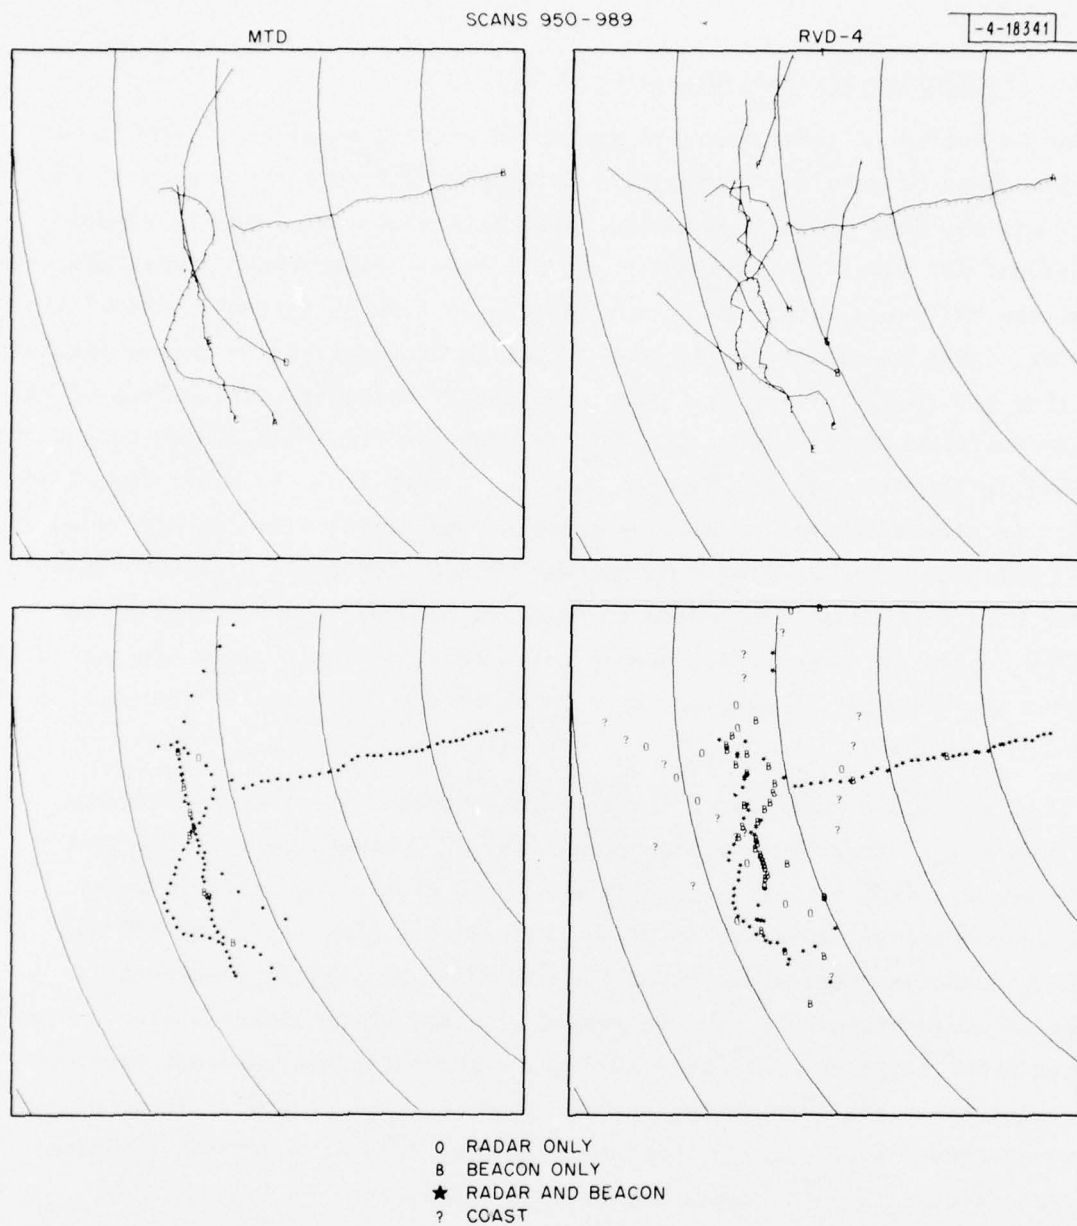 SCANS 950-989
-4-18341
MTD
RVD-4
O RADAR ONLY
B BEACON ONLY
★ RADAR AND BEACON
? COAST